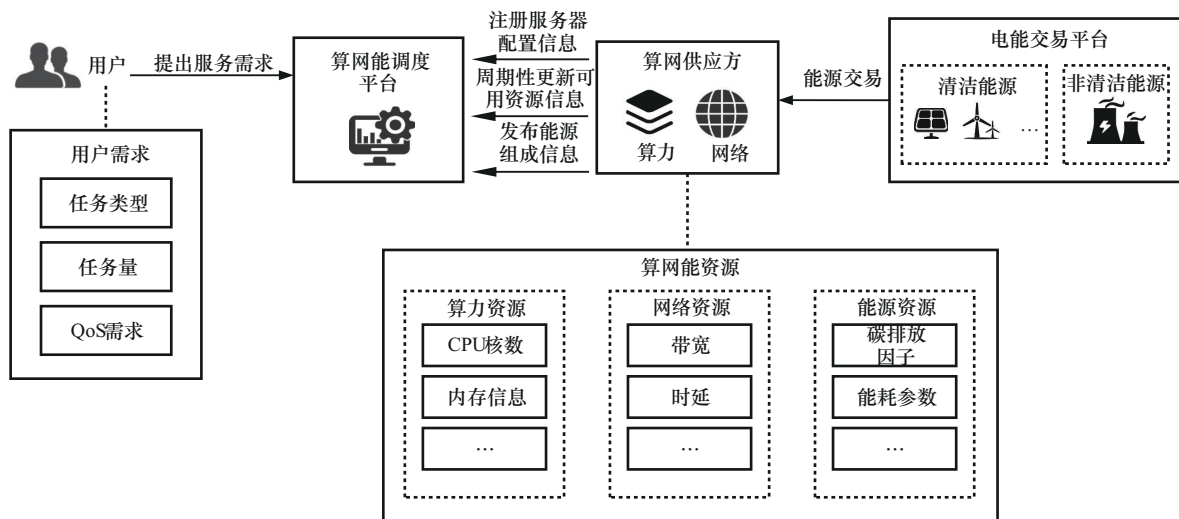 用户
提出服务需求
用户需求
任务类型
任务量
QoS需求
算网能调度
平台
注册服务器
配置信息
周期性更新可
用资源信息
发布能源
组成信息
算网供应方
算力
网络
能源交易
电能交易平台
清洁能源
…
非清洁能源
算网能资源
算力资源
CPU核数
内存信息
…
网络资源
带宽
时延
…
能源资源
碳排放
因子
能耗参数
…